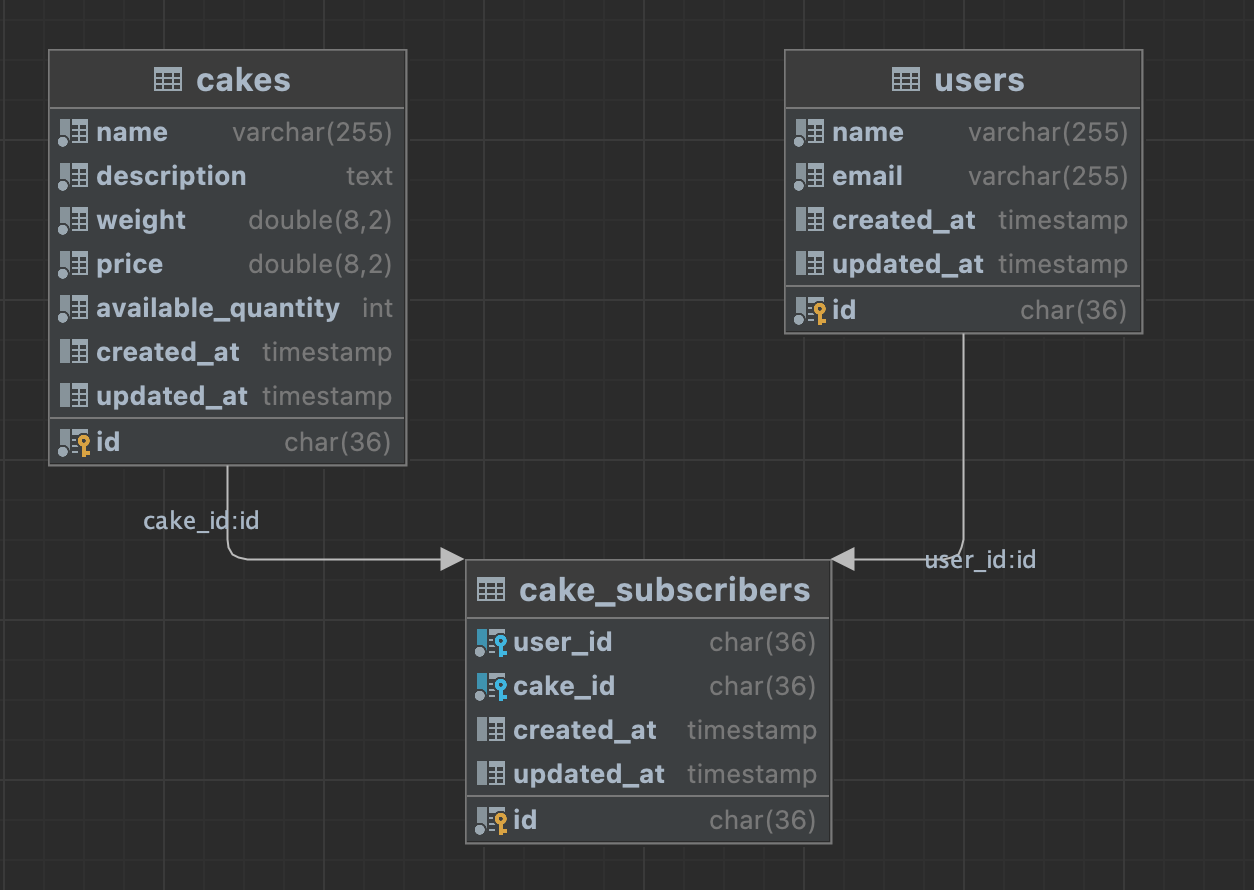 cakes
name varchar(255)
description text
weight double(8,2)
price double(8,2)
available_quantity int
created_at timestamp
updated_at timestamp
id char(36)
users
name varchar(255)
email varchar(255)
created_at timestamp
updated_at timestamp
id char(36)
cake_id:id
user_id:id
cake_subscribers
user_id char(36)
cake_id char(36)
created_at timestamp
updated_at timestamp
id char(36)